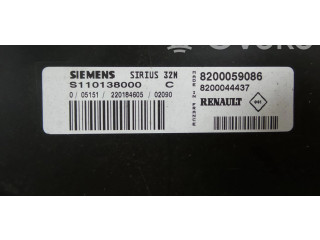 SIEMENS SIRIUS 32N
S110138000 C
0 / 05151 / 220184605 / 02090
8200059086
8200044437
RENAULT